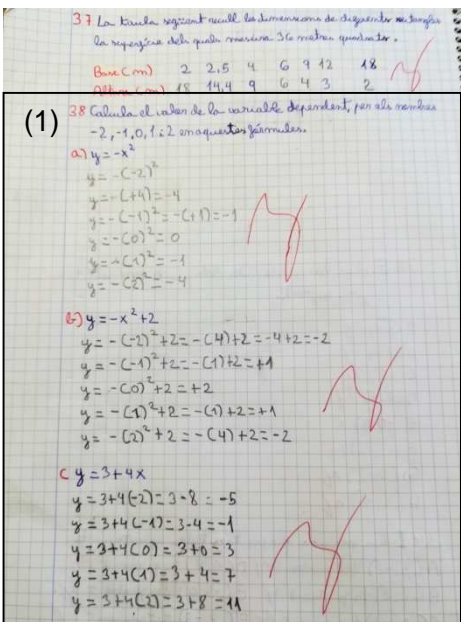 37 La taula següent recull les dimensions de diferents rectangles
la superfície dels quals mesura 36 metres quadrats.
Base (m) 2 2,5 4 6 9 12 18
Altura (m) 18 14,4 9 6 4 3 2
(1)
38 Calcula el valor de la variable dependent, per als nombres
-2, -1, 0, 1 i 2 en aquestes fórmules.
a) y = -x²
y = -(-2)²
y = -(+4) = -4
y = -(-1)² = -(+1) = -1
y = -(0)² = 0
y = -(1)² = -1
y = -(2)² = -4
b) y = -x² + 2
y = -(-2)² + 2 = -(4) + 2 = -4 + 2 = -2
y = -(-1)² + 2 = -(1) + 2 = +1
y = -(0)² + 2 = +2
y = -(1)² + 2 = -(1) + 2 = +1
y = -(2)² + 2 = -(4) + 2 = -2
c y = 3 + 4x
y = 3 + 4(-2) = 3 - 8 = -5
y = 3 + 4(-1) = 3 - 4 = -1
y = 3 + 4(0) = 3 + 0 = 3
y = 3 + 4(1) = 3 + 4 = 7
y = 3 + 4(2) = 3 + 8 = 11